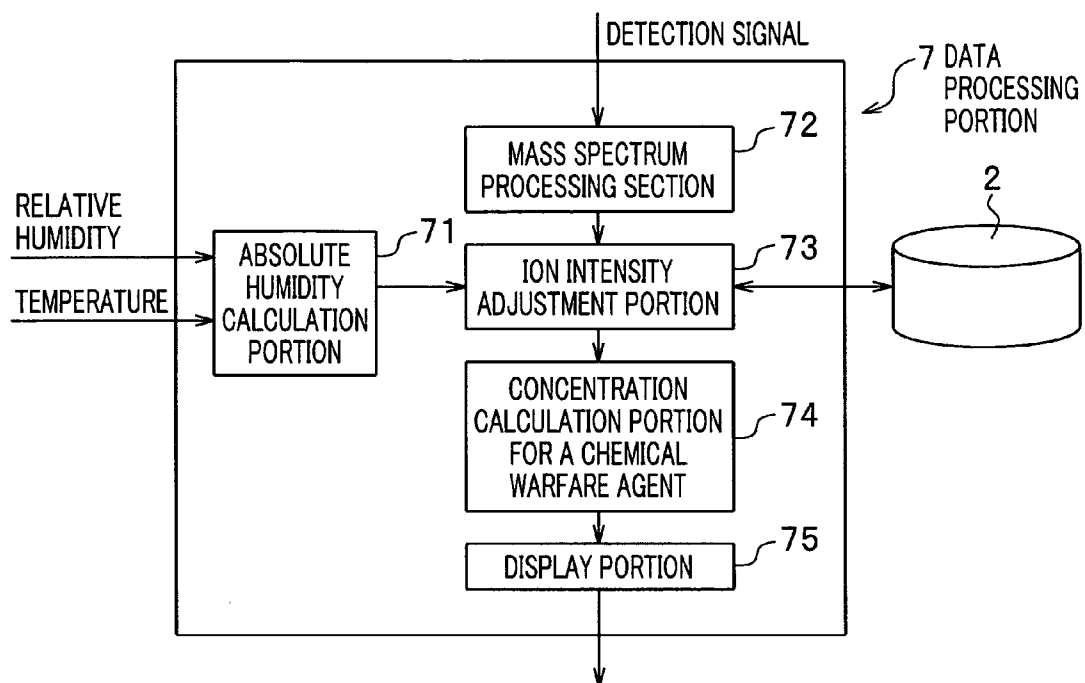 DETECTION SIGNAL
7 DATA
PROCESSING
PORTION
72
MASS SPECTRUM
PROCESSING SECTION
2
RELATIVE
HUMIDITY
71
ABSOLUTE
HUMIDITY
CALCULATION
PORTION
73
ION INTENSITY
ADJUSTMENT PORTION
TEMPERATURE
CONCENTRATION
CALCULATION PORTION
FOR A CHEMICAL
WARFARE AGENT
74
75
DISPLAY PORTION